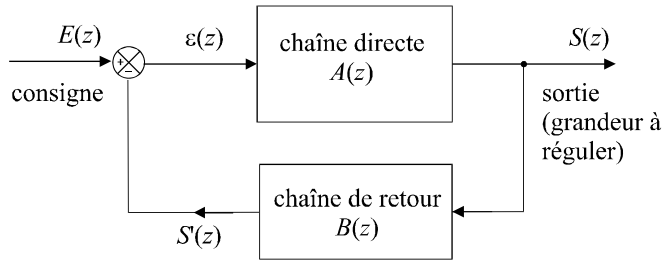 E(z)
ε(z)
chaîne directe
A(z)
S(z)
+
−
consigne
sortie
(grandeur à
réguler)
chaîne de retour
B(z)
S'(z)